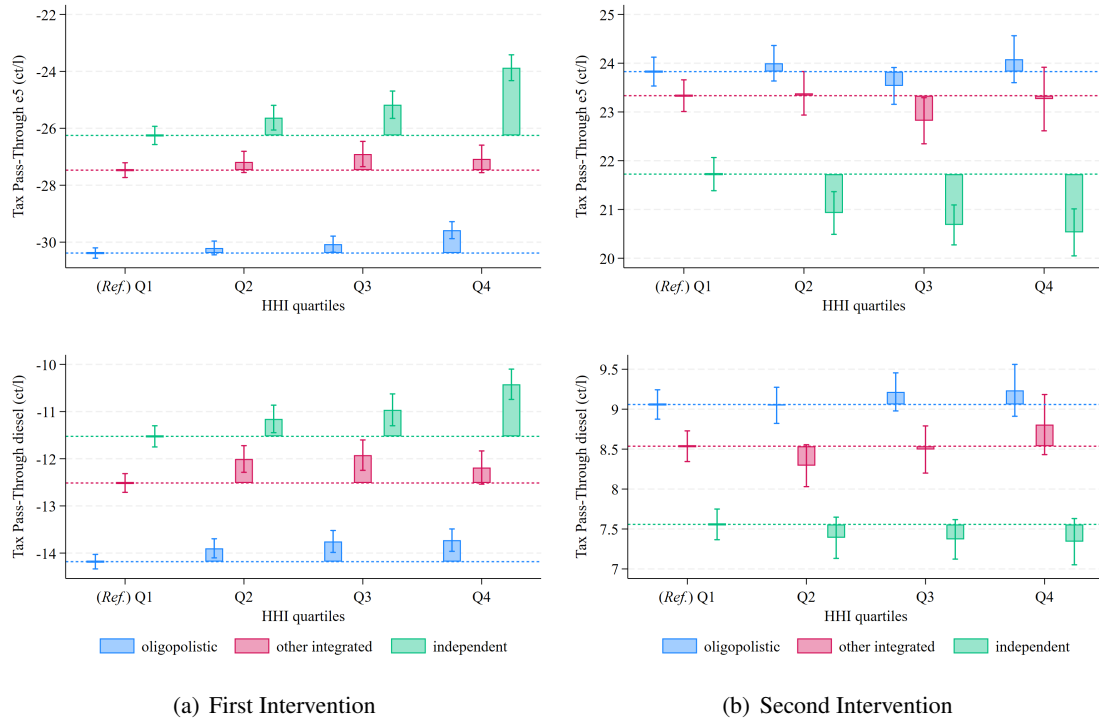 -22
-24
-26
-28
-30
Tax Pass-Through e5 (ct/l)
(Ref.) Q1 Q2 Q3 Q4
HHI quartiles
25
24
23
22
21
20
Tax Pass-Through e5 (ct/l)
(Ref.) Q1 Q2 Q3 Q4
HHI quartiles
-10
-11
-12
-13
-14
Tax Pass-Through diesel (ct/l)
(Ref.) Q1 Q2 Q3 Q4
HHI quartiles
oligopolistic other integrated independent
9.5
9
8.5
8
7.5
7
Tax Pass-Through diesel (ct/l)
(Ref.) Q1 Q2 Q3 Q4
HHI quartiles
oligopolistic other integrated independent
(a) First Intervention
(b) Second Intervention